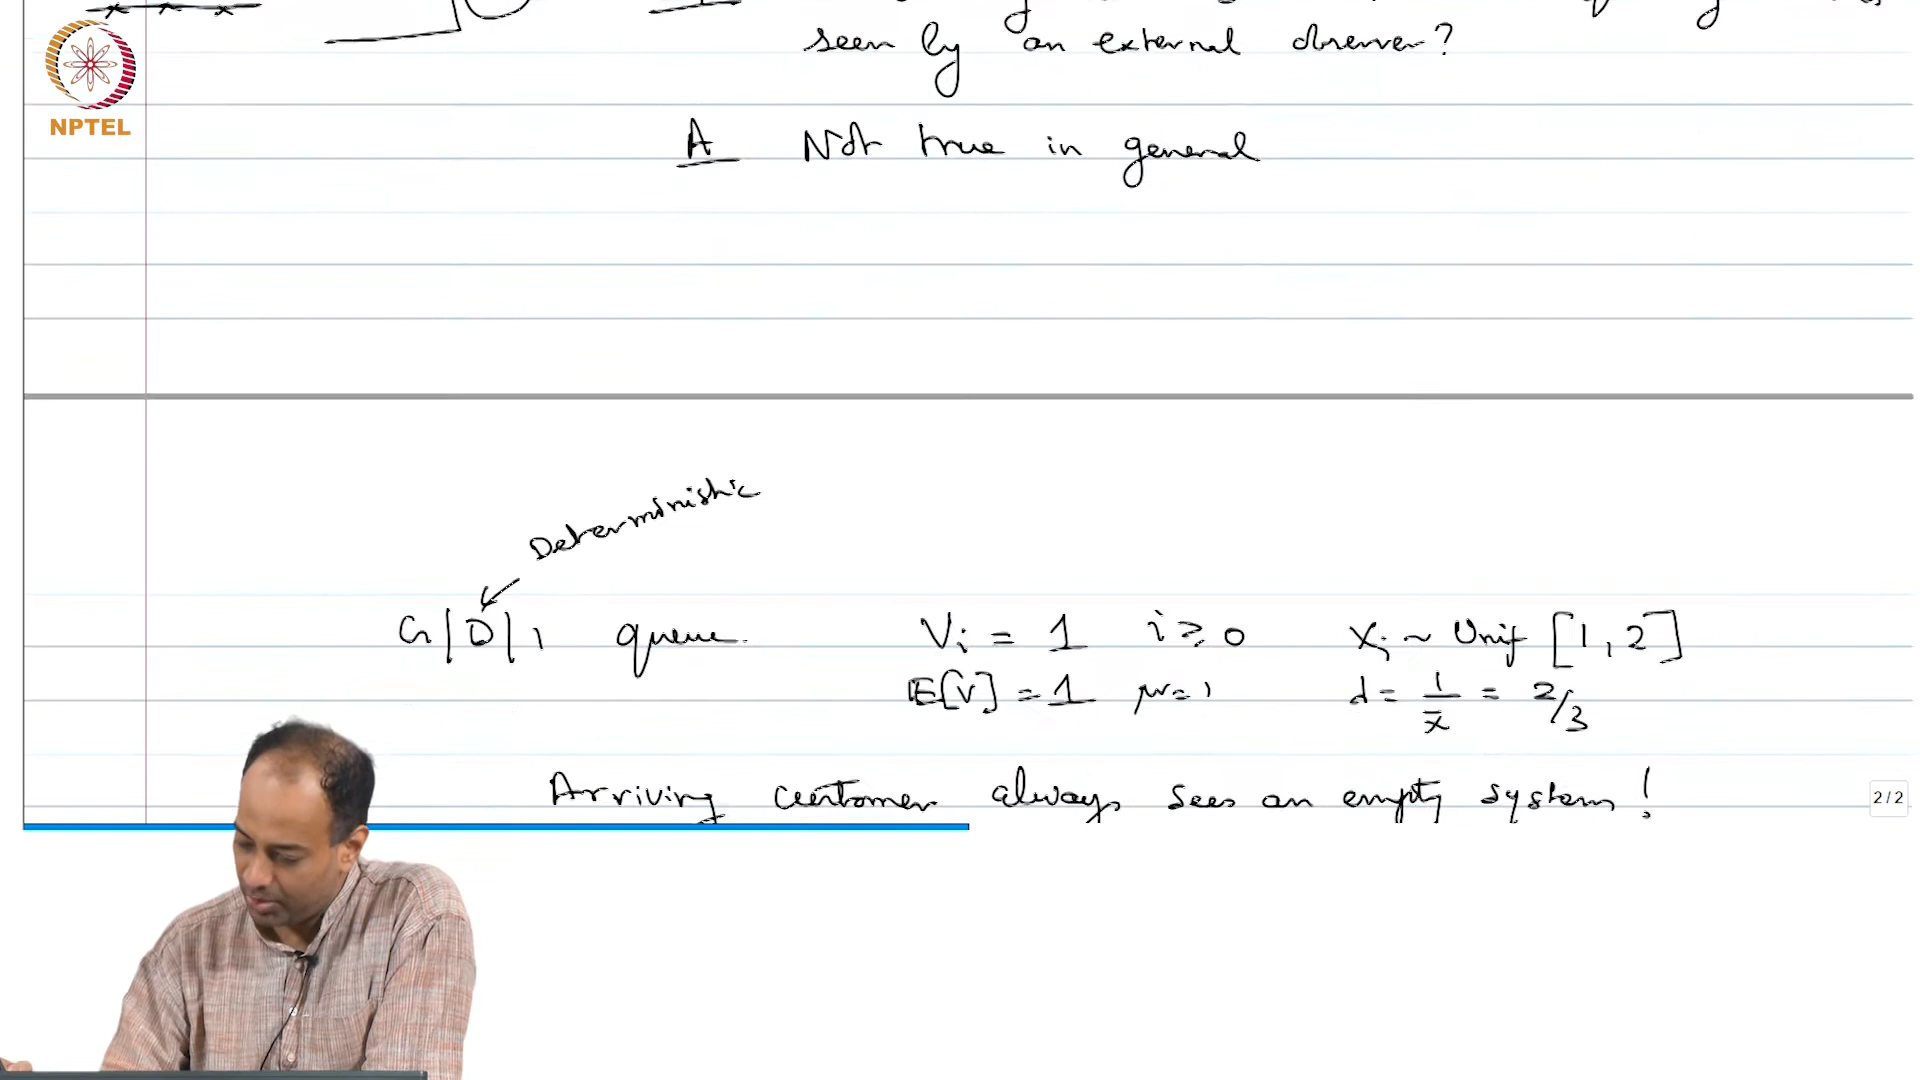 seen by an external observer?
NPTEL
A Not true in general
Deterministic
G|D|1 queue. Vi = 1 i ≥ 0 Xi ~ Unif [1, 2]
E[V] = 1 μ = 1 λ = 1/x̄ = 2/3
Arriving customer always sees an empty system!
2 / 2